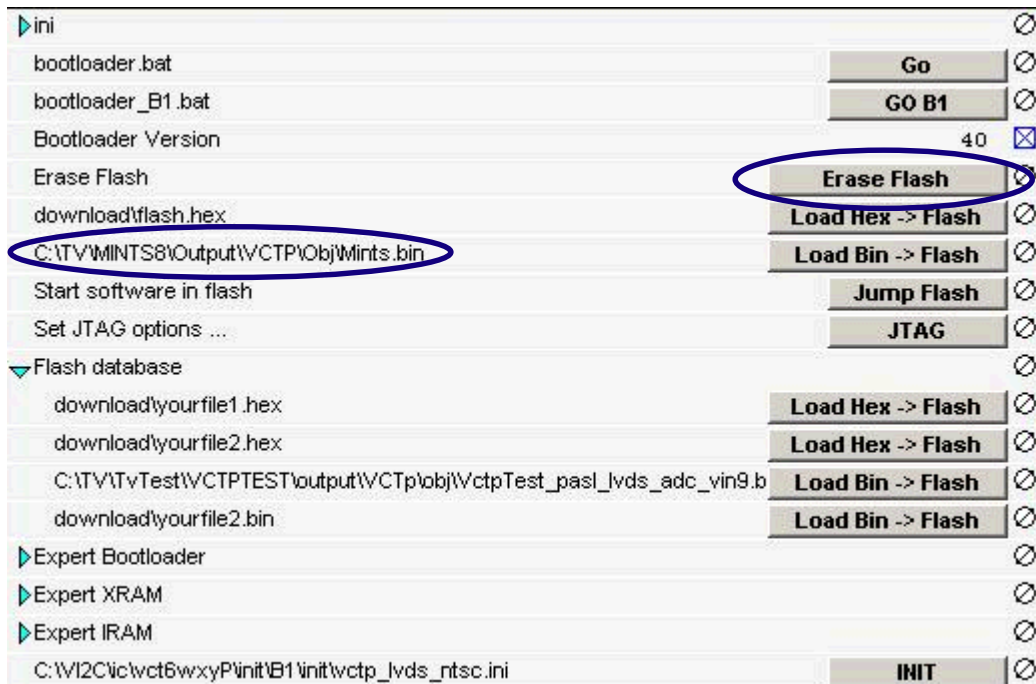 ini
bootloader.bat Go
bootloader_B1.bat GO B1
Bootloader Version 40
Erase Flash Erase Flash
download\flash.hex Load Hex -> Flash
C:\TV\MINTS8\Output\VCTP\Obj\Mints.bin Load Bin -> Flash
Start software in flash Jump Flash
Set JTAG options ... JTAG
Flash database
download\yourfile1.hex Load Hex -> Flash
download\yourfile2.hex Load Hex -> Flash
C:\TV\TvTest\VCTPTEST\output\VCTp\obj\VctpTest_pasl_lvds_adc_vin9.b Load Bin -> Flash
download\yourfile2.bin Load Bin -> Flash
Expert Bootloader
Expert XRAM
Expert IRAM
C:\VI2C\ic\vct6wxyP\init\B1\init\vctp_lvds_ntsc.ini INIT